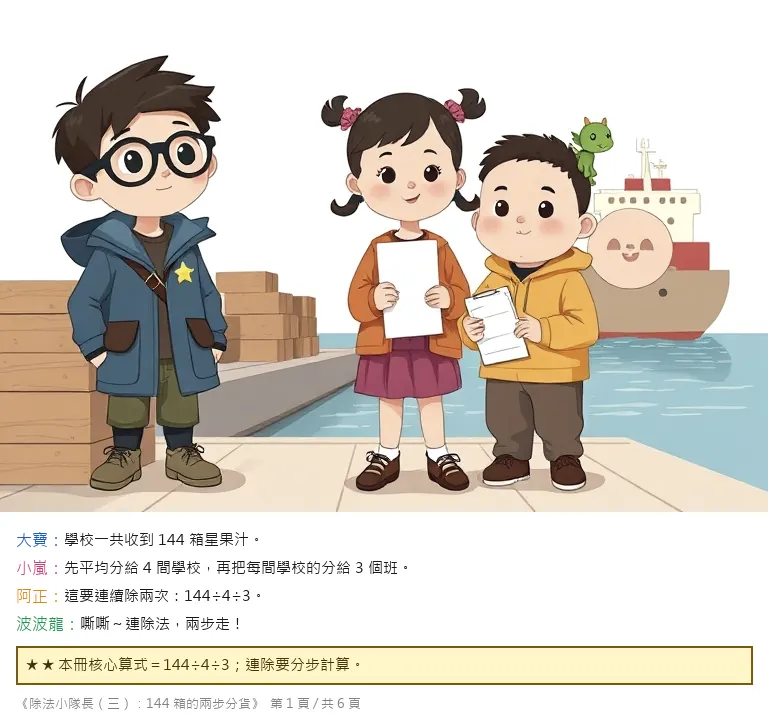 大寶：學校一共收到 144 箱星果汁。
小嵐：先平均分給 4 間學校，再把每間學校的分給 3 個班。
阿正：這要連續除兩次：144÷4÷3。
波波龍：嘶嘶～連除法，兩步走！
★★本冊核心算式＝144÷4÷3；連除要分步計算。
《除法小隊長（三）：144 箱的兩步分貨》 第 1 頁 / 共 6 頁